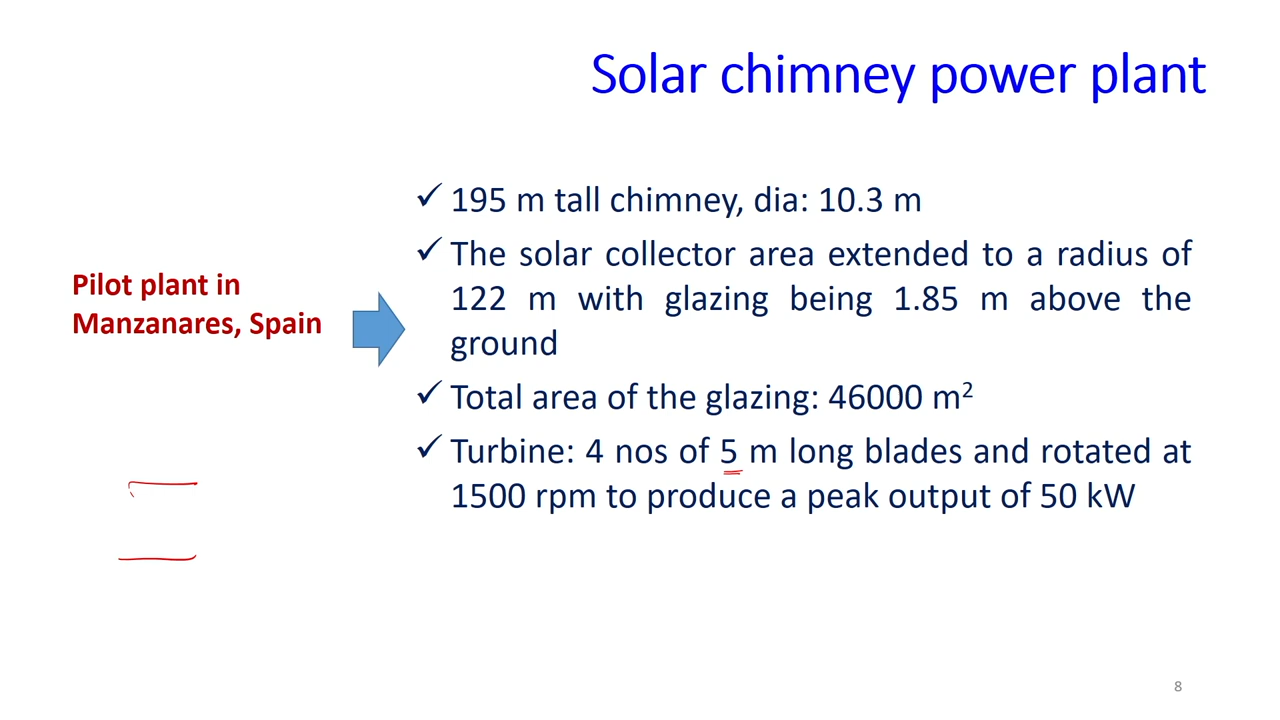 Solar chimney power plant
Pilot plant in
Manzanares, Spain
✓ 195 m tall chimney, dia: 10.3 m
✓ The solar collector area extended to a radius of
122 m with glazing being 1.85 m above the
ground
✓ Total area of the glazing: 46000 m²
✓ Turbine: 4 nos of 5 m long blades and rotated at
1500 rpm to produce a peak output of 50 kW
8